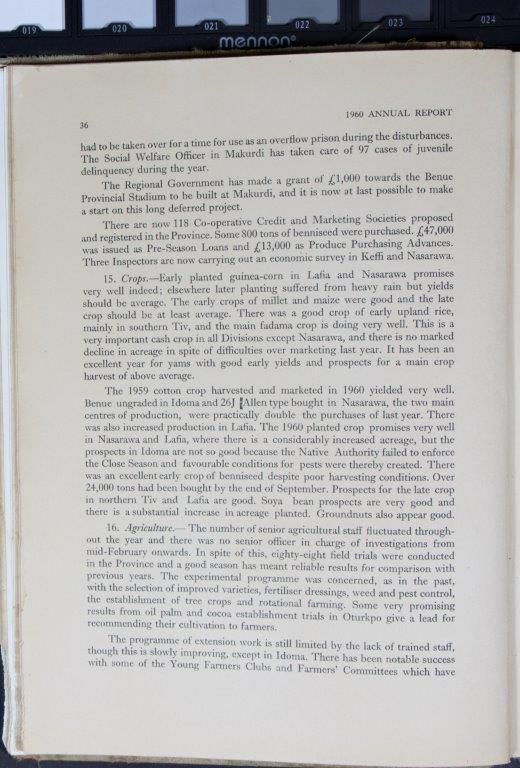 019 020 021 022 023 024
mennon®
36
1960 ANNUAL REPORT
had to be taken over for a time for use as an overflow prison during the disturbances.
The Social Welfare Officer in Makurdi has taken care of 97 cases of juvenile
delinquency during the year.
The Regional Government has made a grant of £1,000 towards the Benue
Provincial Stadium to be built at Makurdi, and it is now at last possible to make
a start on this long deferred project.
There are now 118 Co-operative Credit and Marketing Societies proposed
and registered in the Province. Some 800 tons of benniseed were purchased. £47,000
was issued as Pre-Season Loans and £13,000 as Produce Purchasing Advances.
Three Inspectors are now carrying out an economic survey in Keffi and Nasarawa.
15. Crops.—Early planted guinea-corn in Lafia and Nasarawa promises
very well indeed; elsewhere later planting suffered from heavy rain but yields
should be average. The early crops of millet and maize were good and the late
crop should be at least average. There was a good crop of early upland rice,
mainly in southern Tiv, and the main fadama crop is doing very well. This is a
very important cash crop in all Divisions except Nasarawa, and there is no marked
decline in acreage in spite of difficulties over marketing last year. It has been an
excellent year for yams with good early yields and prospects for a main crop
harvest of above average.
The 1959 cotton crop harvested and marketed in 1960 yielded very well.
Benue ungraded in Idoma and 26J Allen type bought in Nasarawa, the two main
centres of production, were practically double the purchases of last year. There
was also increased production in Lafia. The 1960 planted crop promises very well
in Nasarawa and Lafia, where there is a considerably increased acreage, but the
prospects in Idoma are not so good because the Native Authority failed to enforce
the Close Season and favourable conditions for pests were thereby created. There
was an excellent early crop of benniseed despite poor harvesting conditions. Over
24,000 tons had been bought by the end of September. Prospects for the late crop
in northern Tiv and Lafia are good. Soya bean prospects are very good and
there is a substantial increase in acreage planted. Groundnuts also appear good.
16. Agriculture.— The number of senior agricultural staff fluctuated through-
out the year and there was no senior officer in charge of investigations from
mid-February onwards. In spite of this, eighty-eight field trials were conducted
in the Province and a good season has meant reliable results for comparison with
previous years. The experimental programme was concerned, as in the past,
with the selection of improved varieties, fertiliser dressings, weed and pest control,
the establishment of tree crops and rotational farming. Some very promising
results from oil palm and cocoa establishment trials in Oturkpo give a lead for
recommending their cultivation to farmers.
The programme of extension work is still limited by the lack of trained staff,
though this is slowly improving, except in Idoma. There has been notable success
with some of the Young Farmers Clubs and Farmers' Committees which have